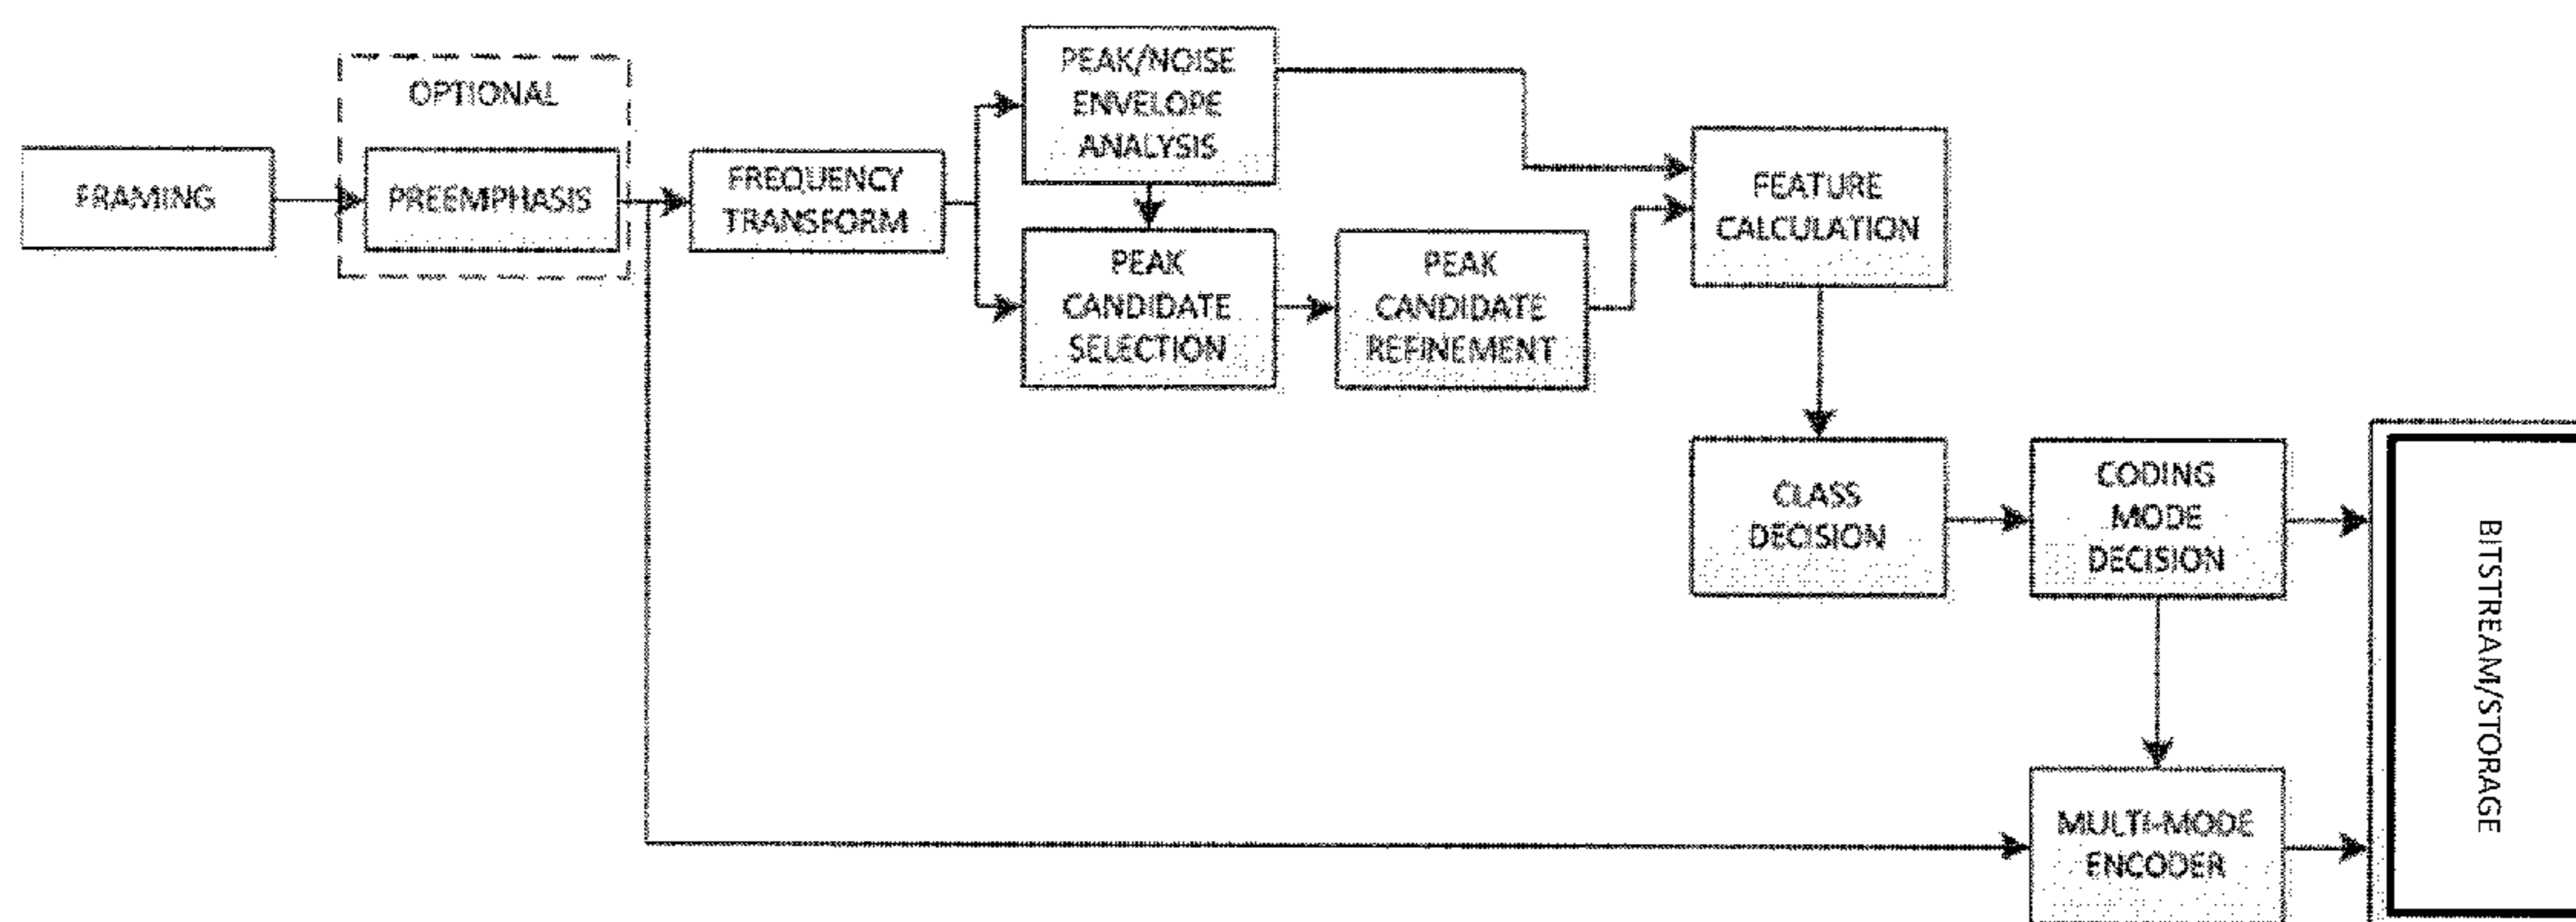 OPTIONAL
FRAMING
PREEMPHASIS
FREQUENCY
TRANSFORM
PEAK/NOISE
ENVELOPE
ANALYSIS
PEAK
CANDIDATE
SELECTION
PEAK
CANDIDATE
REFINEMENT
FEATURE
CALCULATION
CLASS
DECISION
CODING
MODE
DECISION
MULTI-MODE
ENCODER
BITSTREAM/STORAGE